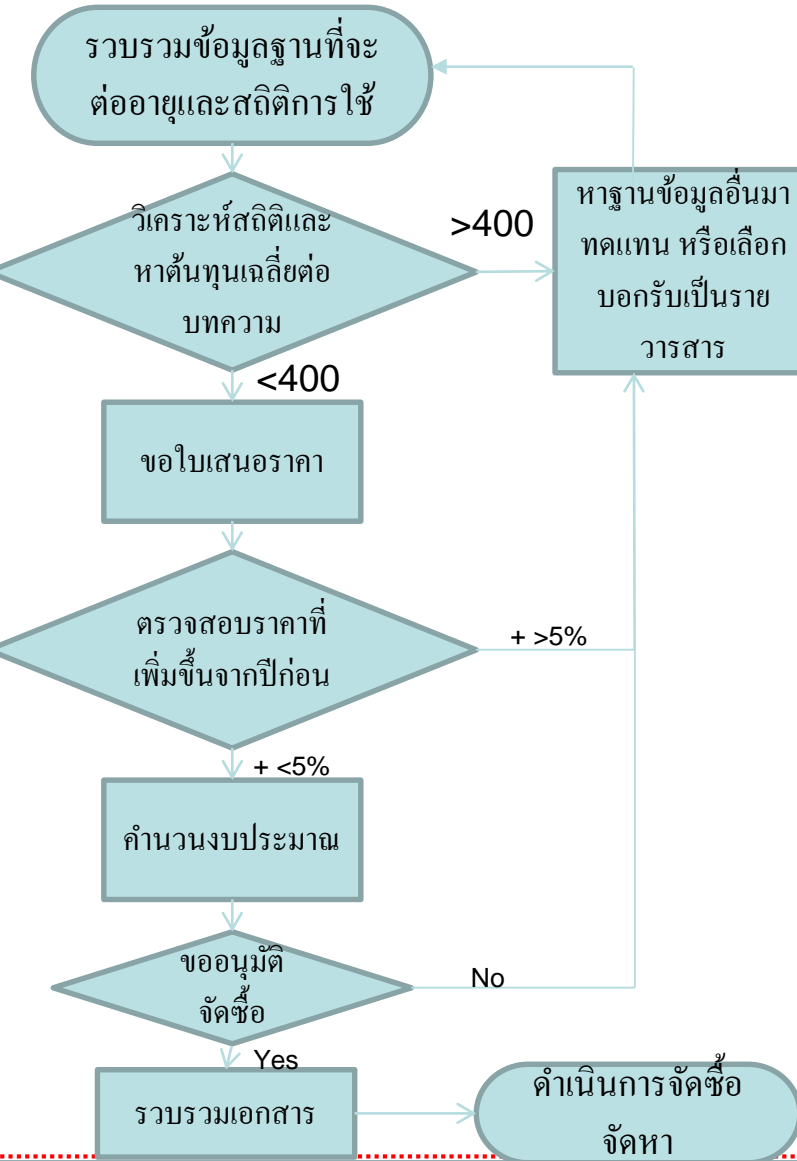 รวบรวมข้อมูลฐานที่จะ
ต่ออายุและสถิติการใช้
วิเคราะห์สถิติและ
หาต้นทุนเฉลี่ยต่อ
บทความ
>400
หาฐานข้อมูลอื่นมา
ทดแทน หรือเลือก
บอกรับเป็นราย
วารสาร
<400
ขอใบเสนอราคา
ตรวจสอบราคาที่
เพิ่มขึ้นจากปีก่อน
+ >5%
+ <5%
คำนวนงบประมาณ
ขออนุมัติ
จัดซื้อ
No
Yes
รวบรวมเอกสาร
ดำเนินการจัดซื้อ
จัดหา